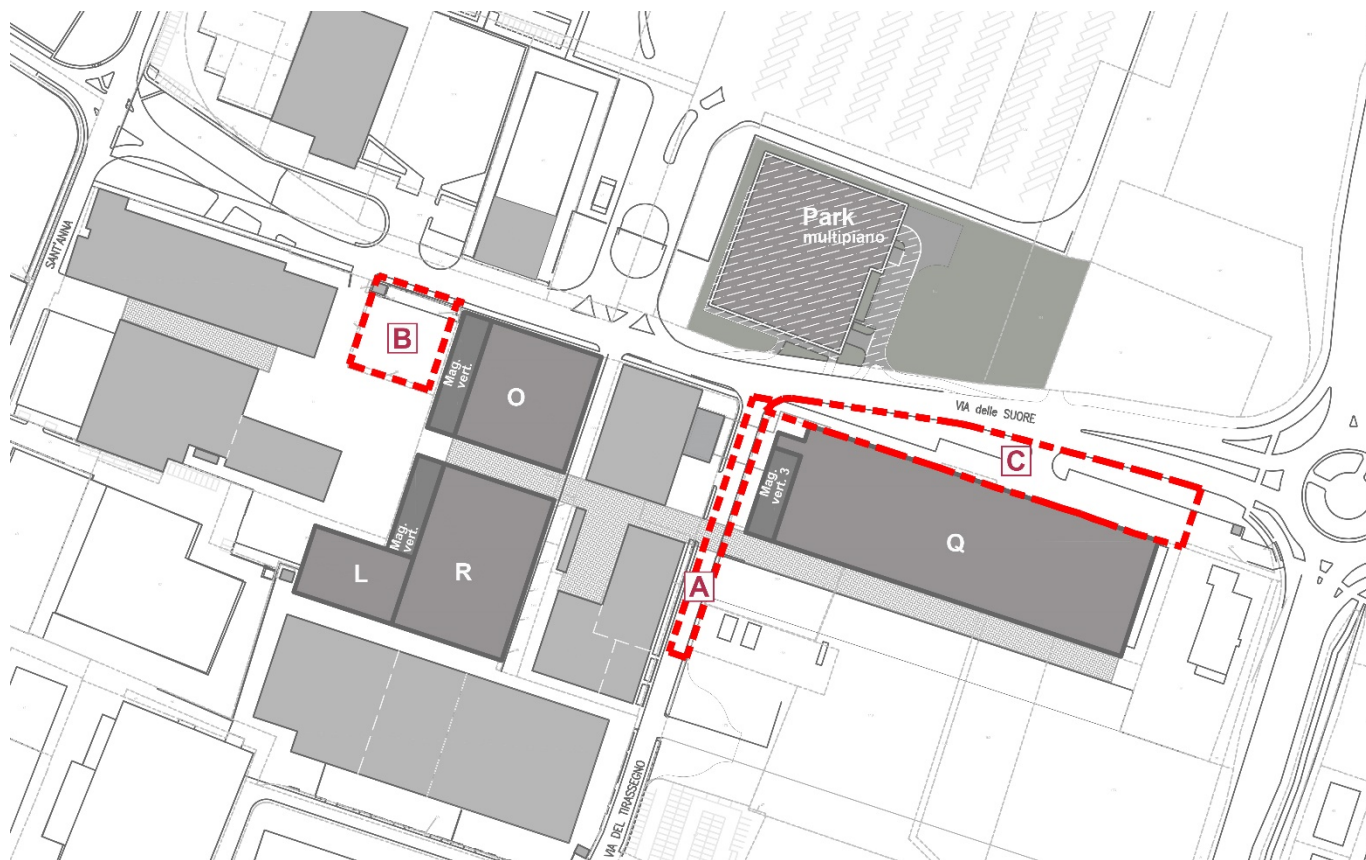 Park
multipiano
SANT'ANNA
B
Mag.
vert.
O
VIA delle SUORE
C
Mag.
vert. 3
Q
Mag.
vert.
L
R
A
VIA DEL TIRASSEGNO